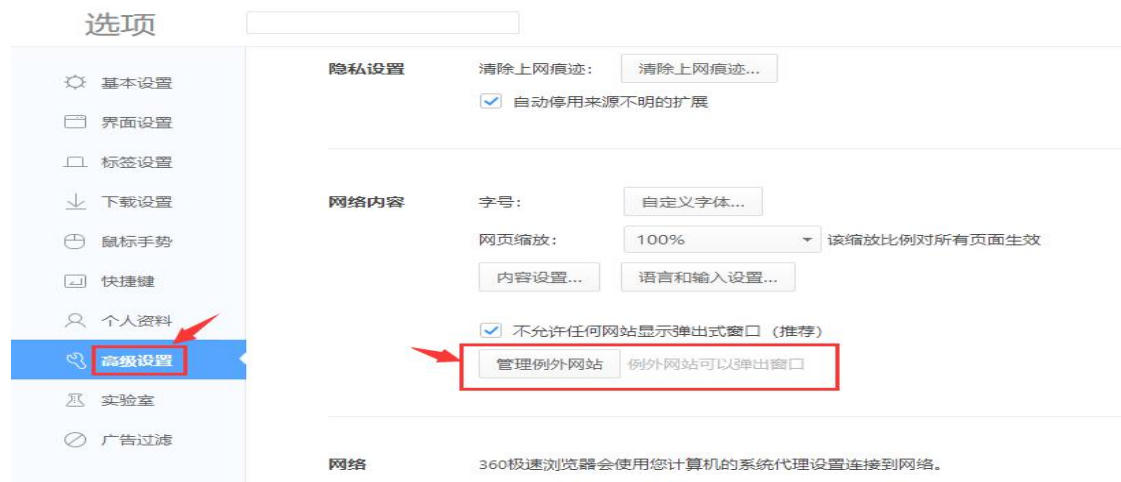 选项
基本设置
界面设置
标签设置
下载设置
鼠标手势
快捷键
个人资料
高级设置
实验室
广告过滤
隐私设置 清除上网痕迹: 清除上网痕迹...
自动停用来源不明的扩展
网络内容 字号: 自定义字体...
网页缩放: 100% 该缩放比例对所有页面生效
内容设置... 语言和输入设置...
不允许任何网站显示弹出式窗口 (推荐)
管理例外网站 例外网站可以弹出窗口
网络 360极速浏览器会使用您计算机的系统代理设置连接到网络。